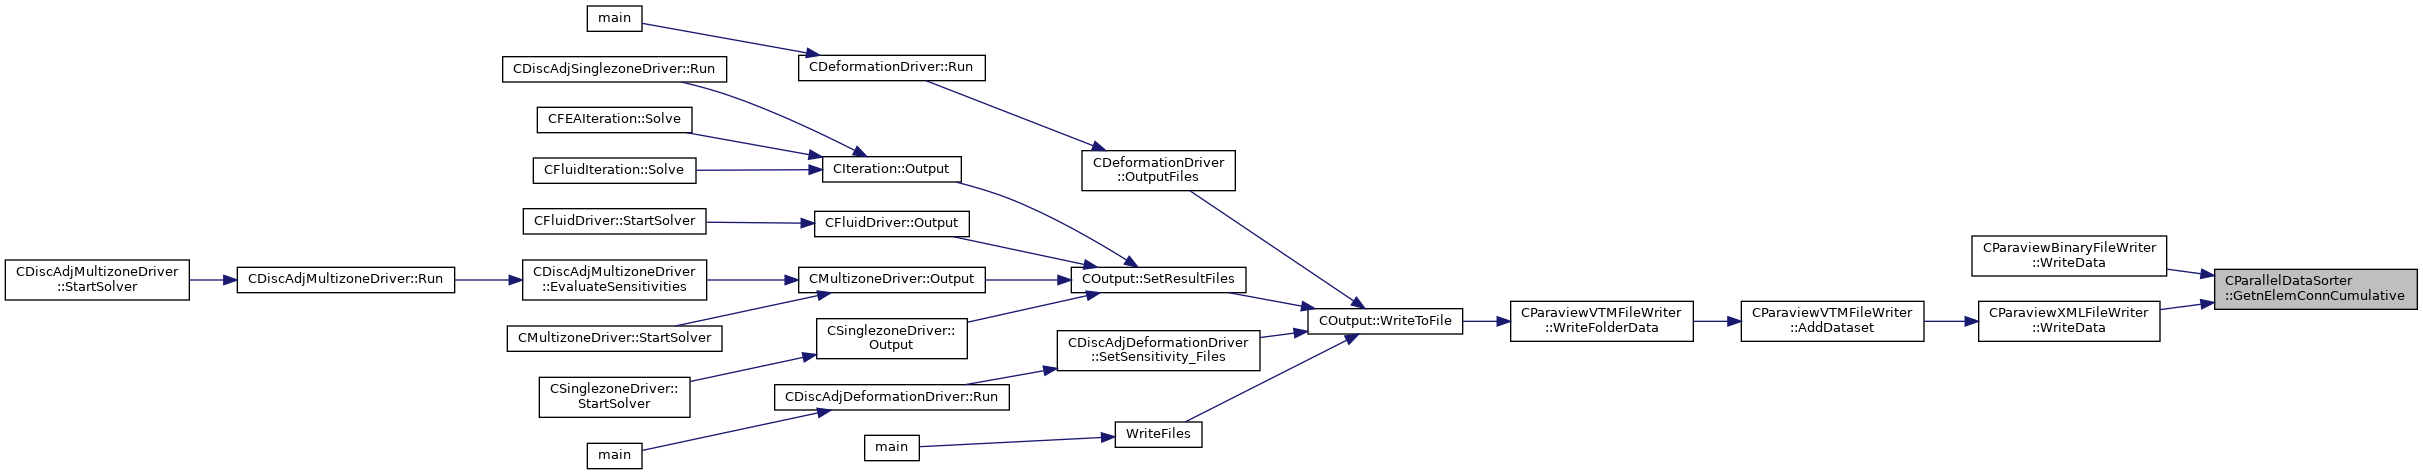 main
CDiscAdjSinglezoneDriver::Run
CDeformationDriver::Run
CFEAIteration::Solve
CFluidIteration::Solve
CIteration::Output
CDeformationDriver
::OutputFiles
CFluidDriver::StartSolver
CFluidDriver::Output
CDiscAdjMultizoneDriver
::StartSolver
CDiscAdjMultizoneDriver::Run
CDiscAdjMultizoneDriver
::EvaluateSensitivities
CMultizoneDriver::Output
COutput::SetResultFiles
CMultizoneDriver::StartSolver
CSinglezoneDriver::
Output
CSinglezoneDriver::
StartSolver
CDiscAdjDeformationDriver
::SetSensitivity_Files
CDiscAdjDeformationDriver::Run
main
main
WriteFiles
COutput::WriteToFile
CParaviewVTMFileWriter
::WriteFolderData
CParaviewVTMFileWriter
::AddDataset
CParaviewBinaryFileWriter
::WriteData
CParaviewXMLFileWriter
::WriteData
CParallelDataSorter
::GetnElemConnCumulative